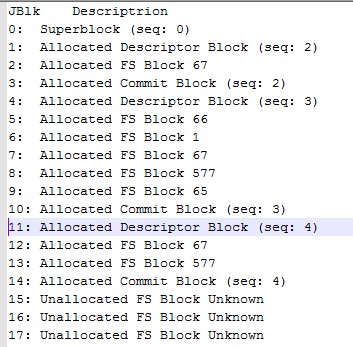 JBlk    Descriptrion
0:  Superblock (seq: 0)
1:  Allocated Descriptor Block (seq: 2)
2:  Allocated FS Block 67
3:  Allocated Commit Block (seq: 2)
4:  Allocated Descriptor Block (seq: 3)
5:  Allocated FS Block 66
6:  Allocated FS Block 1
7:  Allocated FS Block 67
8:  Allocated FS Block 577
9:  Allocated FS Block 65
10: Allocated Commit Block (seq: 3)
11: Allocated Descriptor Block (seq: 4)
12: Allocated FS Block 67
13: Allocated FS Block 577
14: Allocated Commit Block (seq: 4)
15: Unallocated FS Block Unknown
16: Unallocated FS Block Unknown
17: Unallocated FS Block Unknown